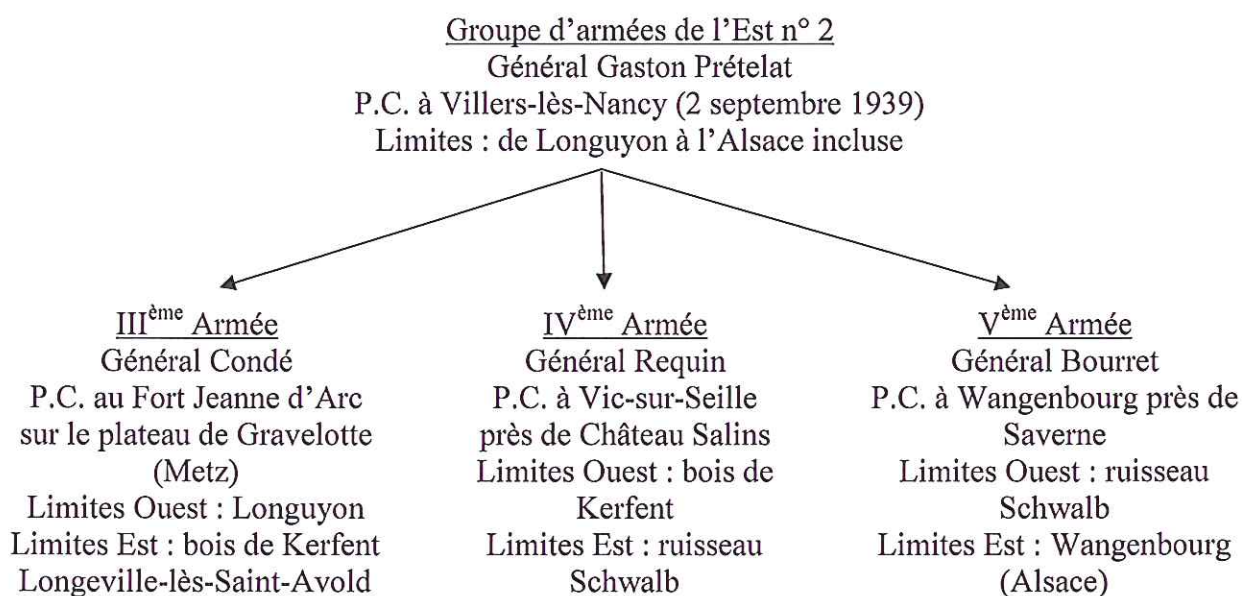 Groupe d'armées de l'Est n° 2
Général Gaston Prételat
P.C. à Villers-lès-Nancy (2 septembre 1939)
Limites : de Longuyon à l'Alsace incluse
IIIème Armée
Général Condé
P.C. au Fort Jeanne d'Arc
sur le plateau de Gravelotte
(Metz)
Limites Ouest : Longuyon
Limites Est : bois de Kerfent
Longeville-lès-Saint-Avold
IVème Armée
Général Requin
P.C. à Vic-sur-Seille
près de Château Salins
Limites Ouest : bois de
Kerfent
Limites Est : ruisseau
Schwalb
Vème Armée
Général Bourret
P.C. à Wangenbourg près de
Saverne
Limites Ouest : ruisseau
Schwalb
Limites Est : Wangenbourg
(Alsace)